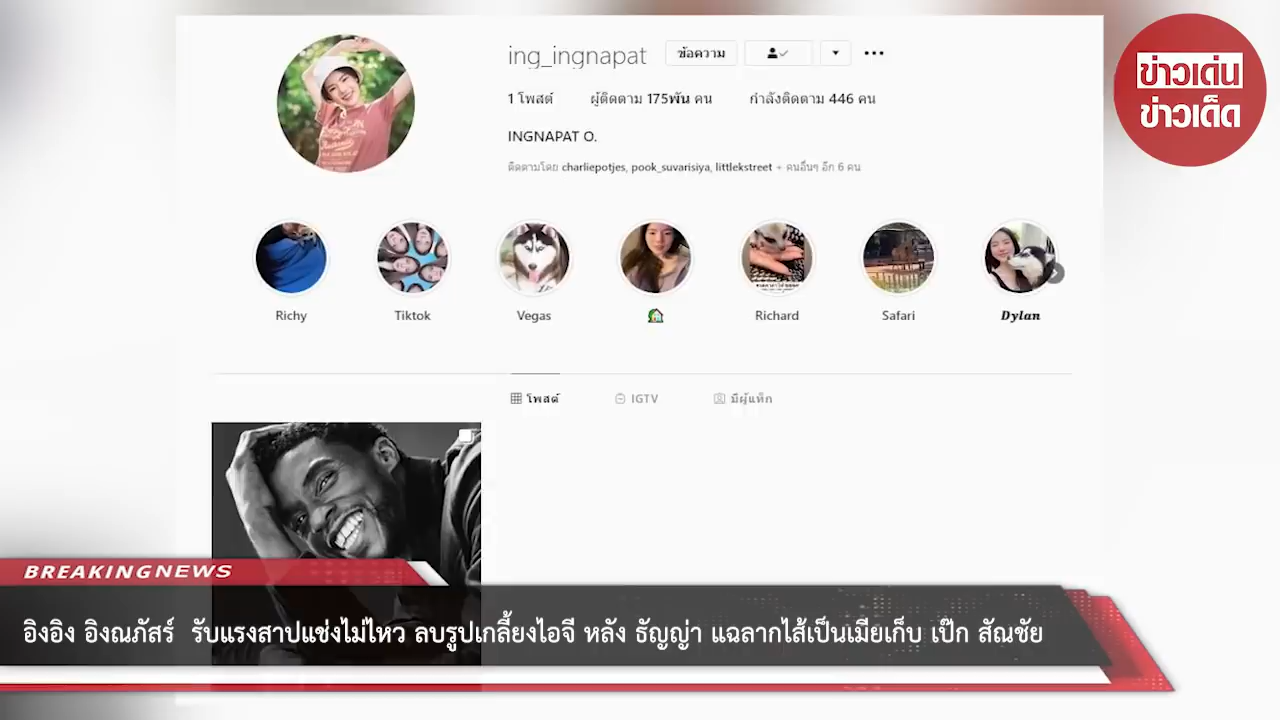 ing_ingnapat ข้อความ
ข่าวเด่น
ข่าวเด็ด
1 โพสต์ ผู้ติดตาม 175พัน คน กำลังติดตาม 446 คน
INGNAPAT O.
ติดตามโดย charliepotjes, pook_suvarisiya, littlekstreet + คนอื่นๆ อีก 6 คน
Richy Tiktok Vegas Richard Safari Dylan
โพสต์ IGTV มีผู้แท็ก
BREAKINGNEWS
อิงอิง อิงณภัสร์ รับแรงสาปแช่งไม่ไหว ลบรูปเกลี้ยงไอจี หลัง ธัญญ่า แฉลากไส้เป็นเมียเก็บ เป๊ก สัณชัย